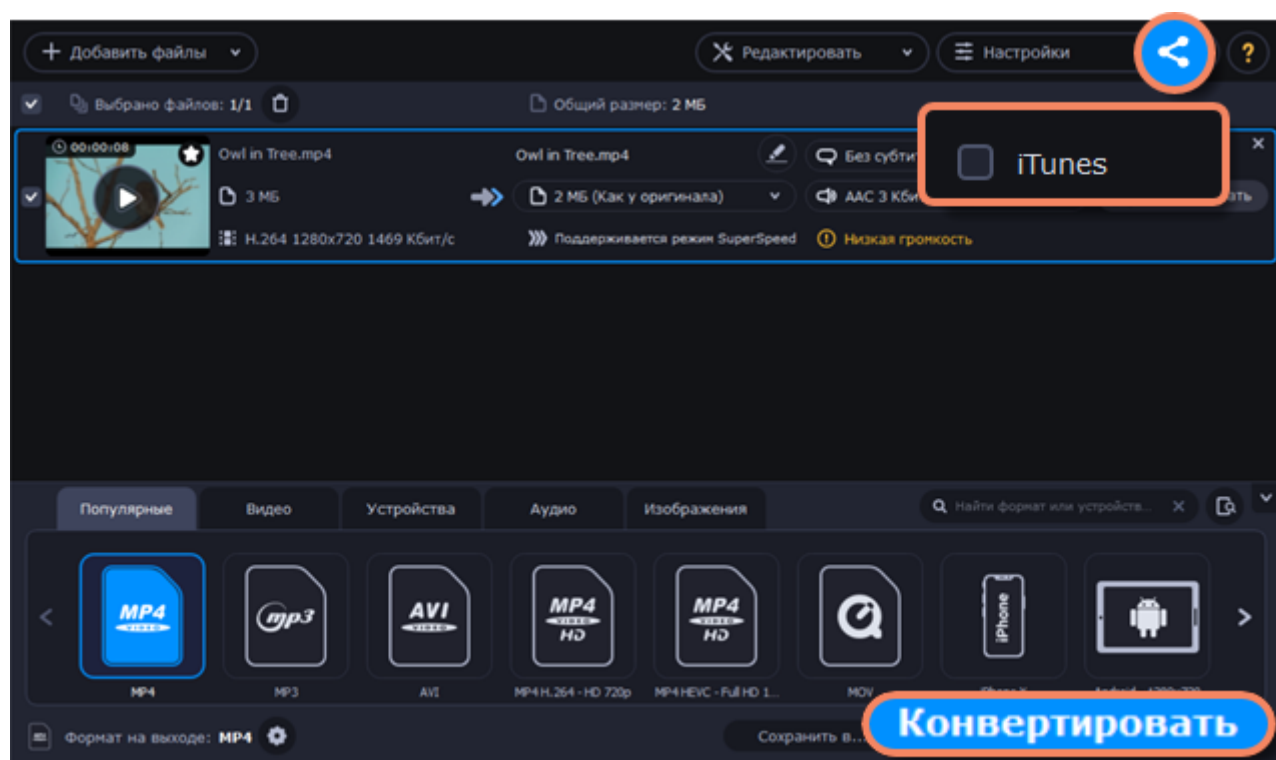 Добавить файлы
Редактировать
Настройки
?
Выбрано файлов: 1/1
Общий размер: 2 МБ
00:00:08
Owl in Tree.mp4
Owl in Tree.mp4
Без
iTunes
3 МБ
2 МБ (Как у оригинала)
AAC 3
H.264 1280x720 1469 Кбит/с
Поддерживается режим SuperSpeed
Низкая громкость
Популярные
Видео
Устройства
Аудио
Изображения
Найти формат или устройств...
MP4 VIDEO
mp3
AVI VIDEO
MP4 VIDEO HD
MP4 VIDEO HD
iPhone
MP4
MP3
AVI
MP4 H.264 - HD 720p
MP4 HEVC - Full HD 1...
MOV
Формат на выходе: MP4
Сохранить в...
Конвертировать